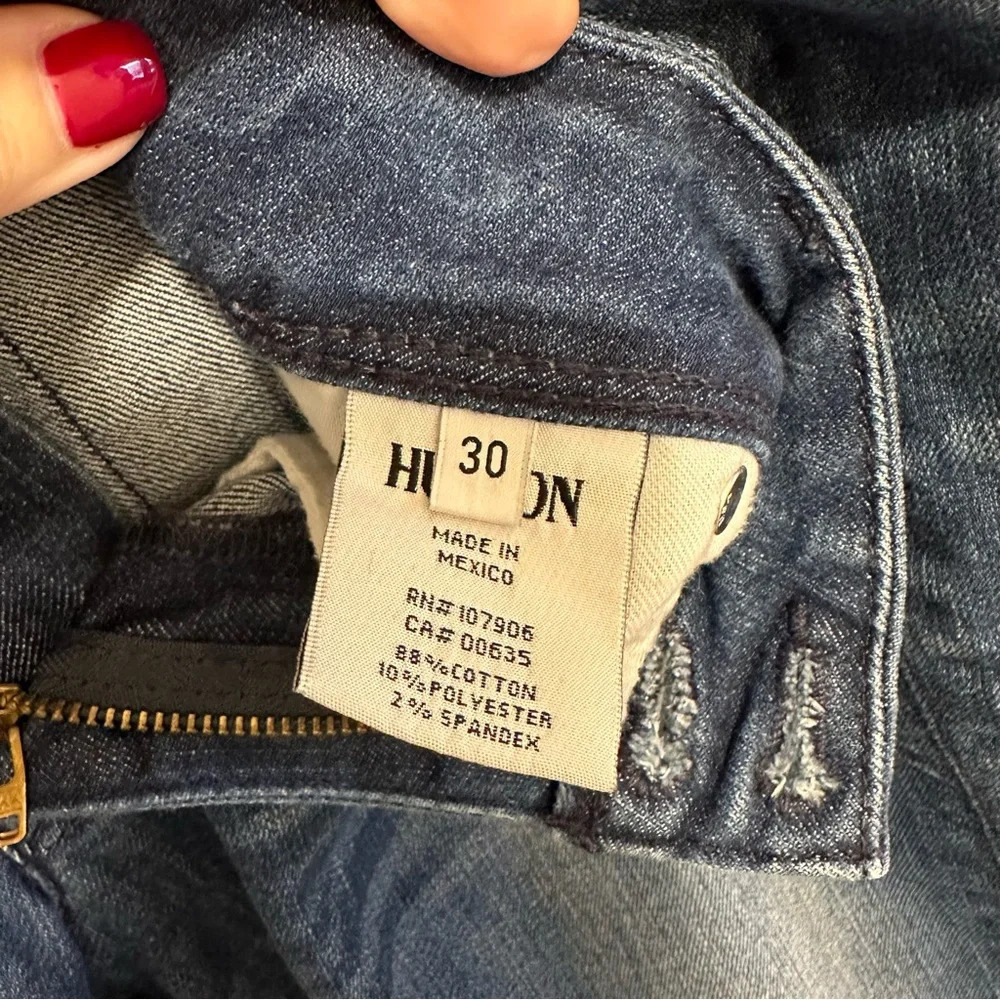 30
HU ON
MADE IN
MEXICO
RN# 107906
CA# 00635
88%COTTON
10%POLYESTER
2% SPANDEX